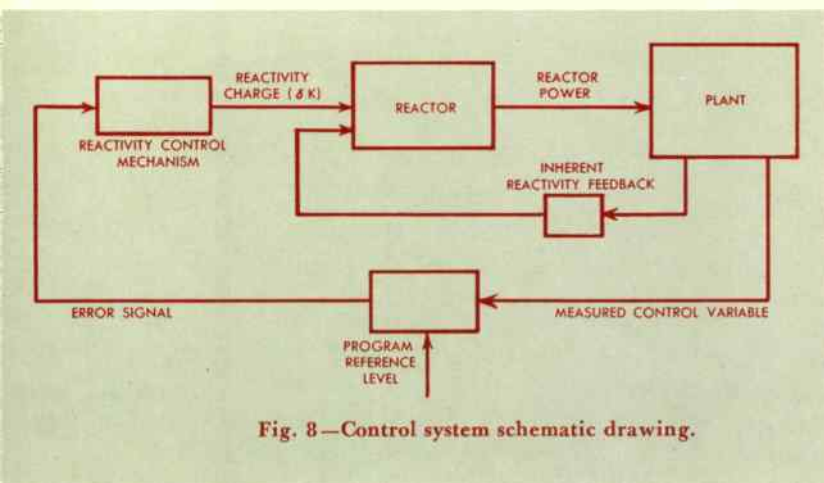 REACTIVITY
CHARGE (δK)
REACTOR
POWER
PLANT
REACTOR
REACTIVITY CONTROL
MECHANISM
INHERENT
REACTIVITY FEEDBACK
ERROR SIGNAL
MEASURED CONTROL VARIABLE
PROGRAM
REFERENCE
LEVEL
Fig. 8—Control system schematic drawing.